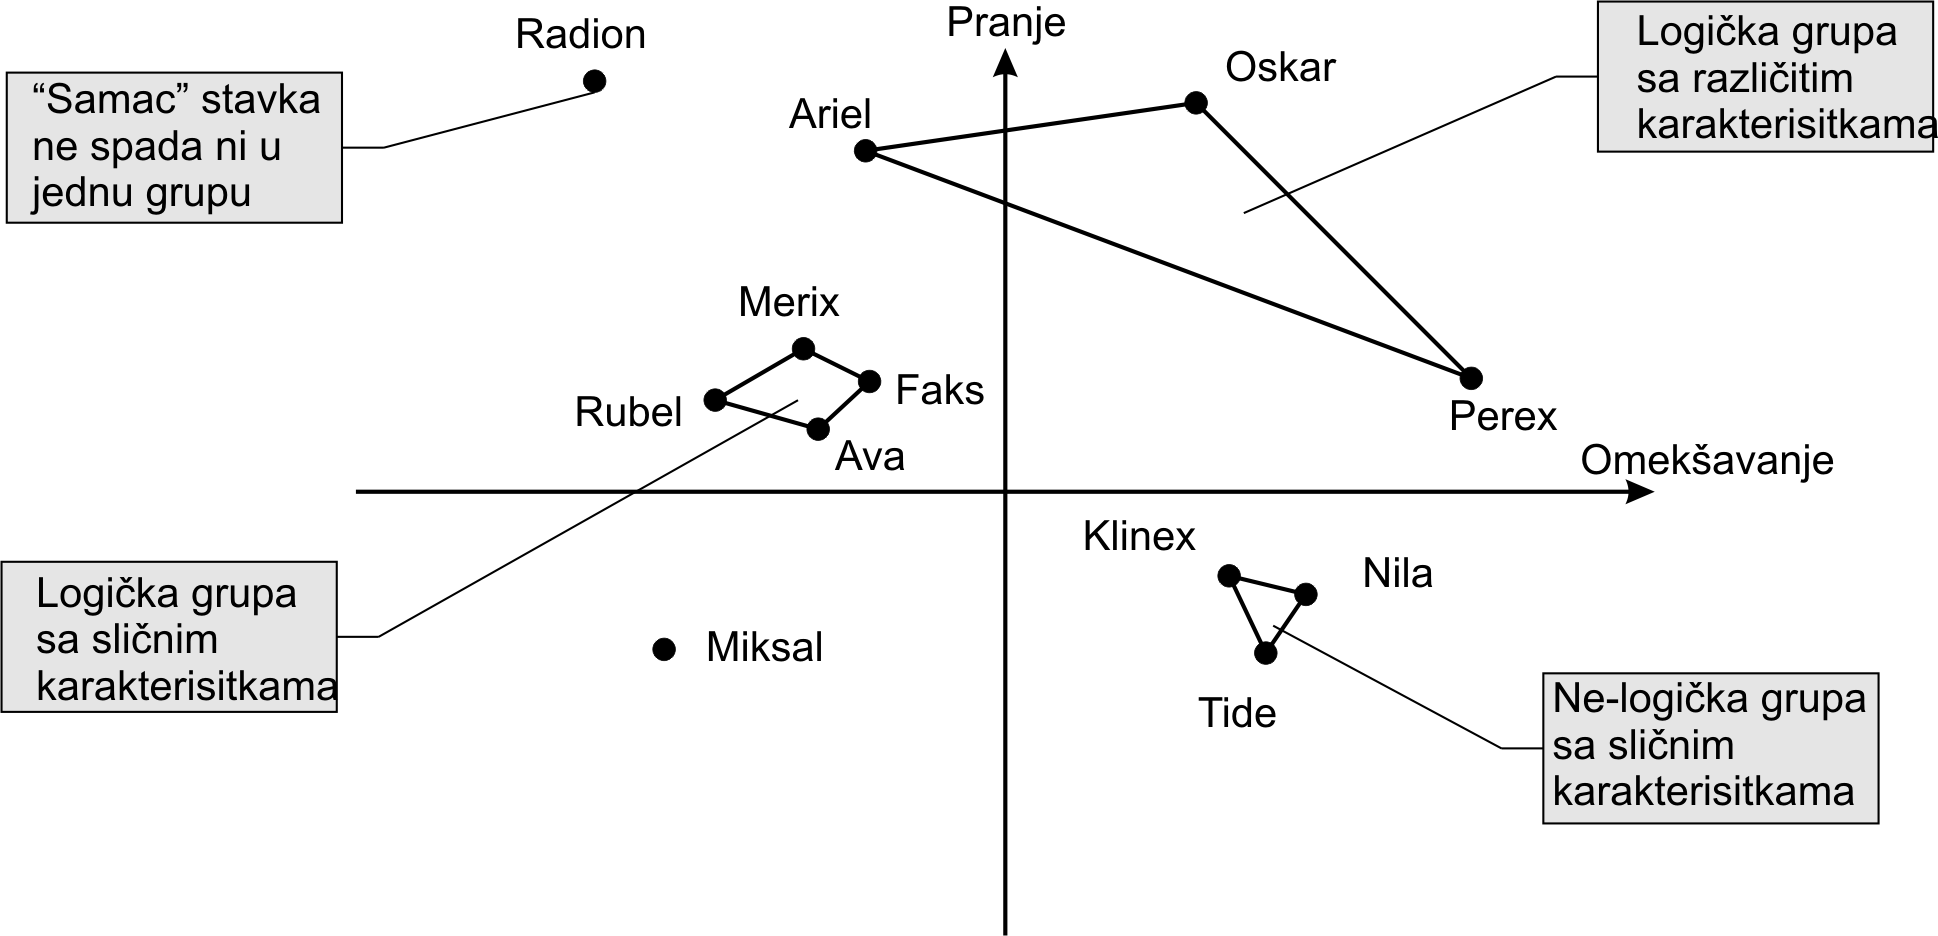 Pranje
Radion
Oskar
Logička grupa
sa različitim
karakterisitkama
“Samac” stavka
ne spada ni u
jednu grupu
Ariel
Merix
Faks
Rubel
Perex
Ava
Omekšavanje
Klinex
Nila
Logička grupa
sa sličnim
karakterisitkama
Miksal
Tide
Ne-logička grupa
sa sličnim
karakterisitkama